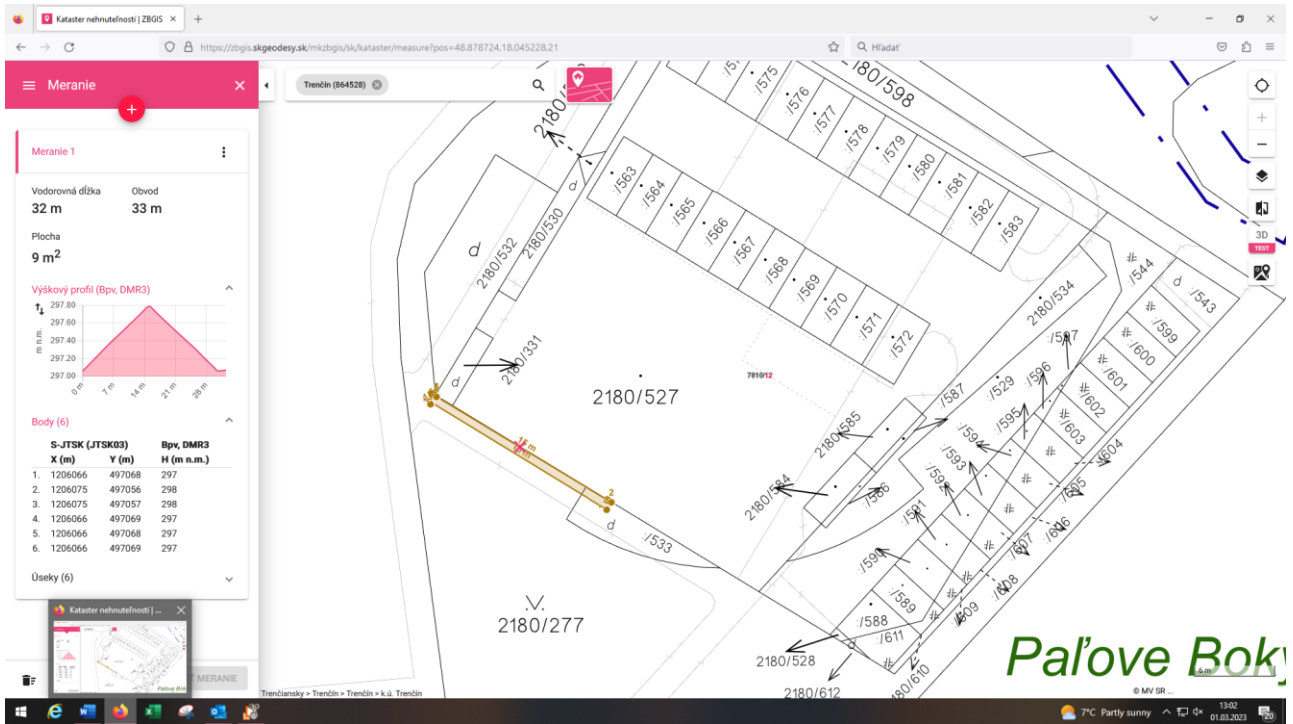 Kataster nehnuteľností | ZBGIS
https://zbgis.skgeodesy.sk/mkzbgis/sk/kataster/measure?pos=48.878724,18.045228,21
Hľadať
Meranie
Trenčín (864528)
Meranie 1
Vodorovná dĺžka Obvod
32 m 33 m
Plocha
9 m2
Výškový profil (Bpv, DMR3)
297.80
297.60
297.40
297.20
297.00
m n.m.
0 m 7 m 14 m 21 m 28 m
Body (6)
S-JTSK (JTSK03) Bpv, DMR3
X (m) Y (m) H (m n.m.)
1. 1206066 497068 297
2. 1206075 497056 298
3. 1206075 497057 298
4. 1206066 497069 297
5. 1206066 497068 297
6. 1206066 497069 297
Úseky (6)
Kataster nehnuteľností | ...
MERANIE
Trenčiansky > Trenčín > Trenčín > k.ú. Trenčín
2180/598
:/575
:/576
:/577
:/578
:/579
:/580
:/581
:/582
:/583
:/563
:/564
:/565
:/566
:/567
:/568
:/569
:/570
:/571
:/572
d
d
2180/530
2180/532
2180/331
d
2180/527
7810/12
2180/534
:/544
d
:/543
:/599
:/600
:/601
:/602
:/603
:/604
:/605
:/606
:/607
:/608
:/609
:/597
:/596
:/529
:/595
:/594
:/593
:/592
:/591
:/590
:/589
:/588
:/611
:/587
2180/585
:/586
2180/584
15 m
2
d
:/533
2180/277
2180/528
d
2180/612
2180/610
Paľove Boky
6 m
© MV SR ...
3D
TEST
7°C Partly sunny
13:02
01.03.2023
20